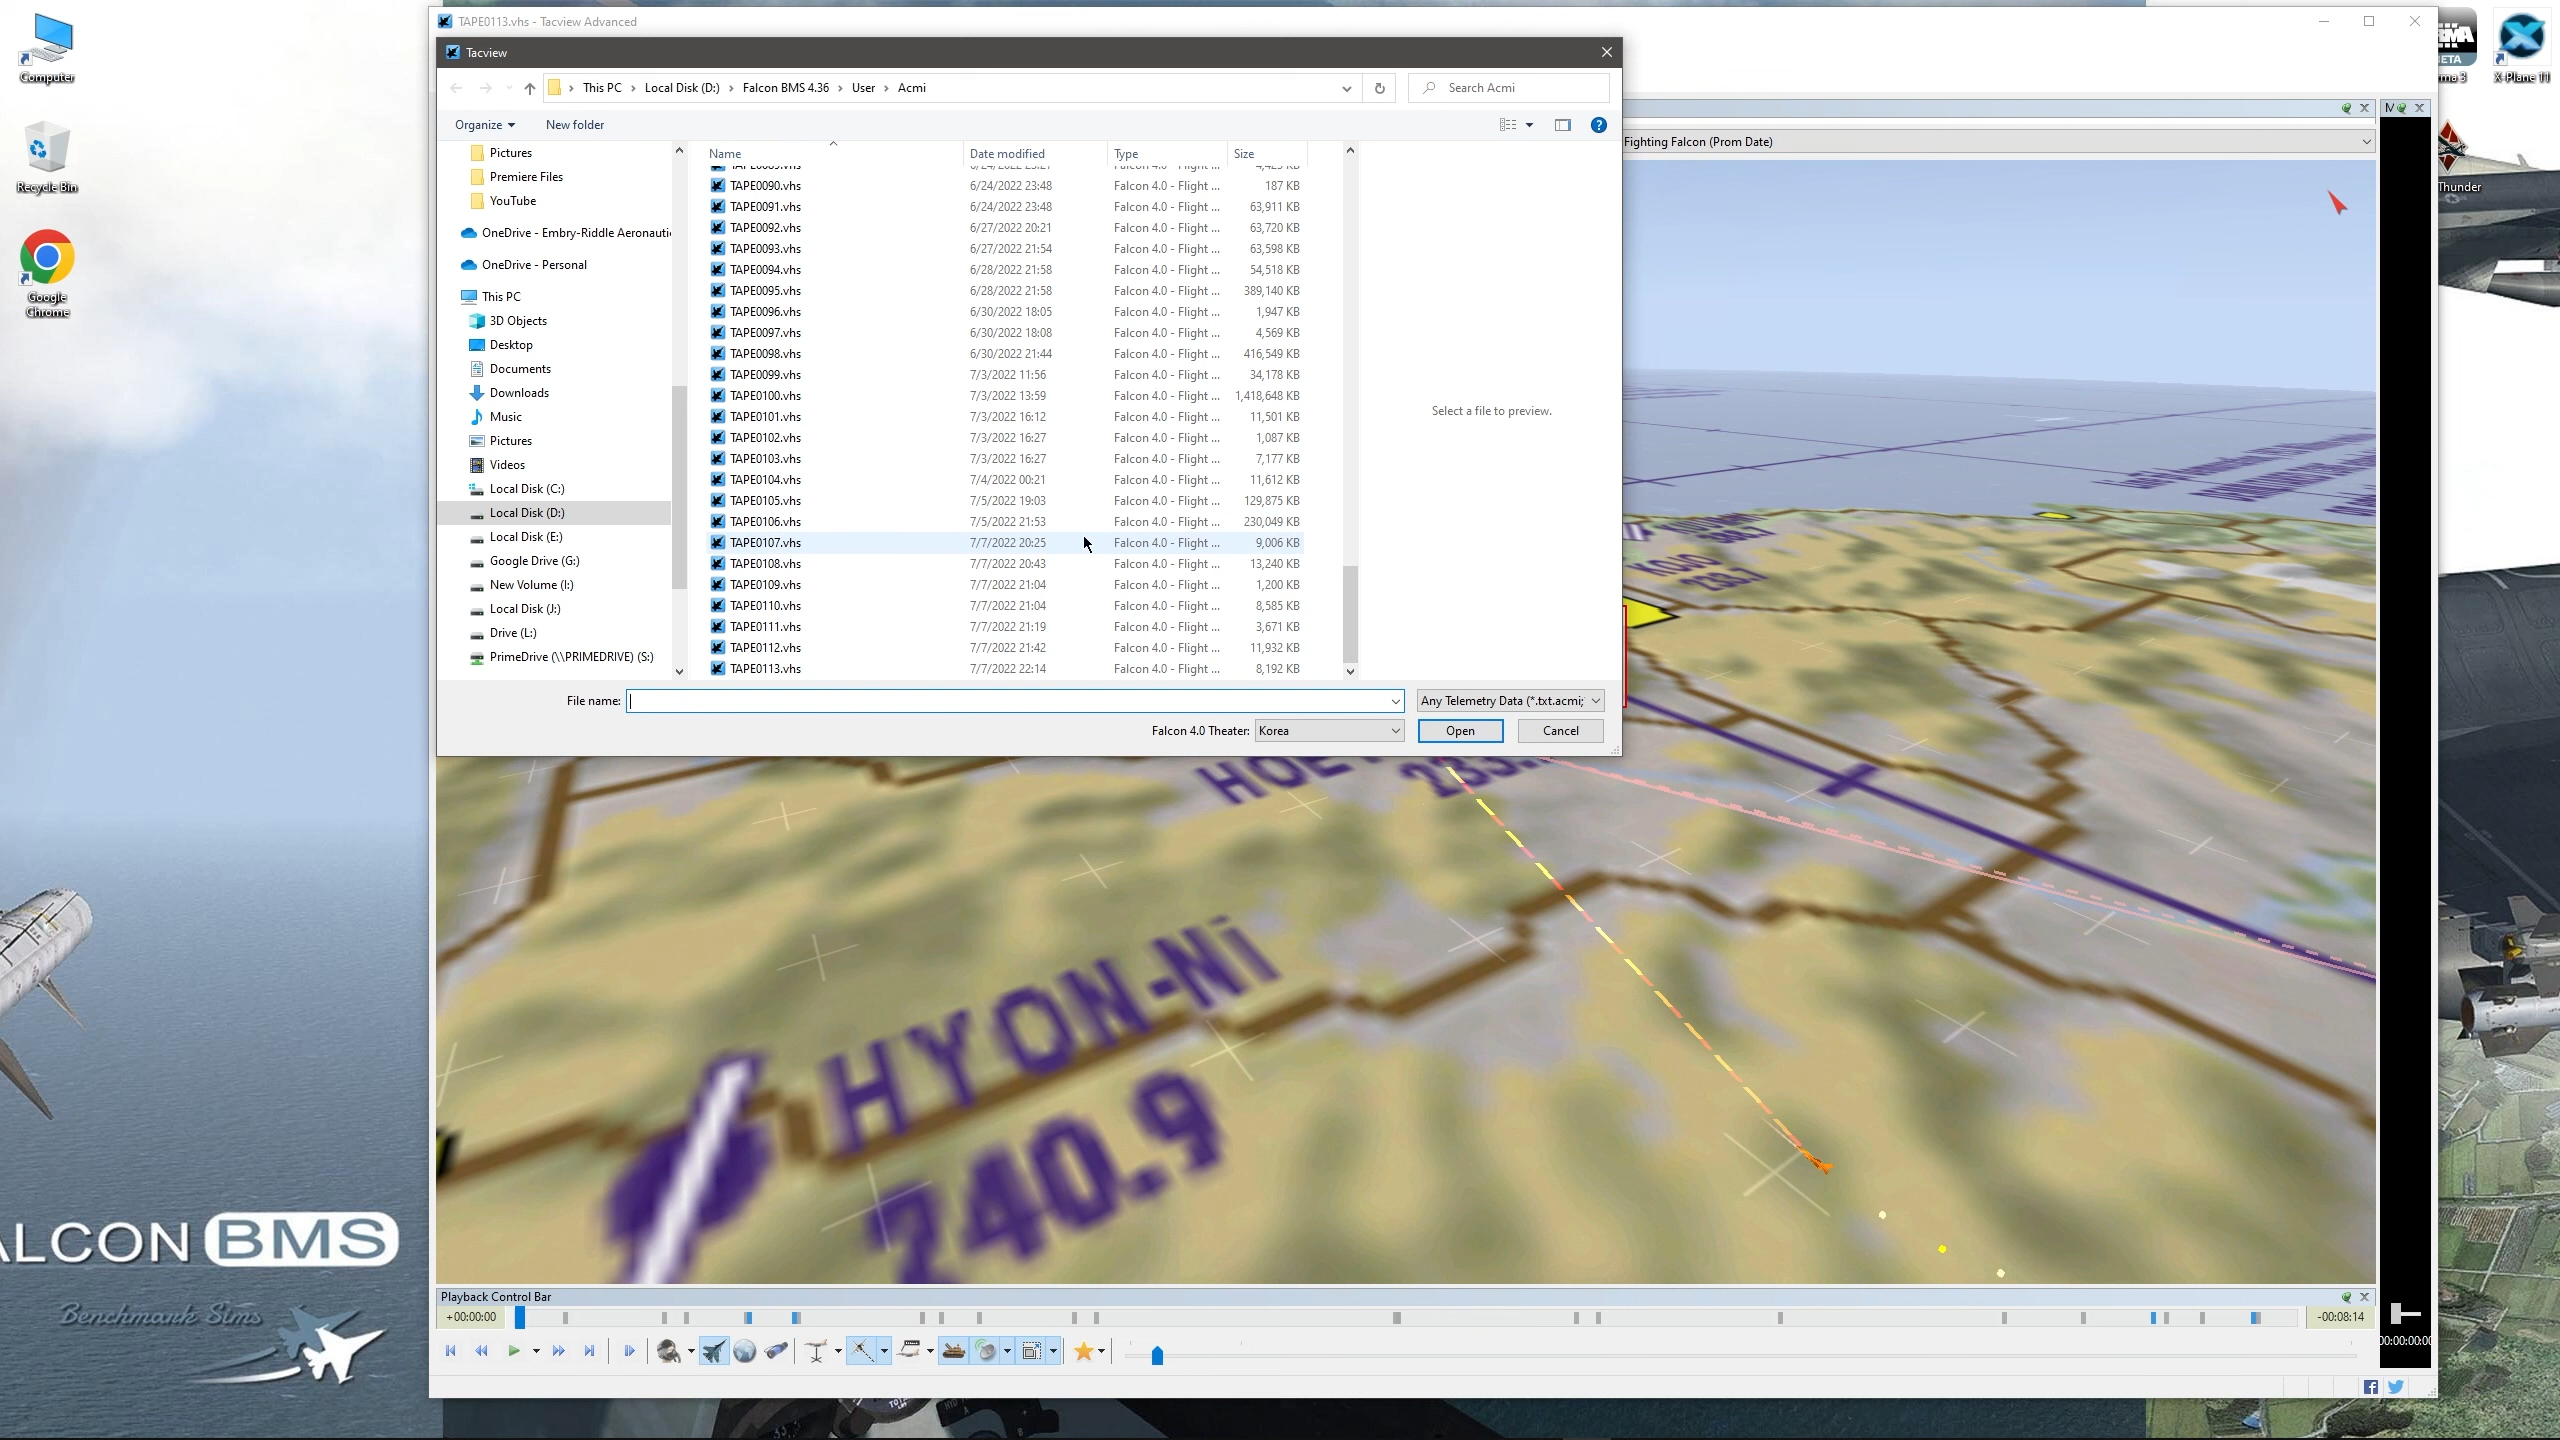 TAPE0113.vhs - Tacview Advanced
Tacview
This PC > Local Disk (D:) > Falcon BMS 4.36 > User > Acmi
Search Acmi
Organize
New folder
Pictures
Premiere Files
YouTube
OneDrive - Embry-Riddle Aeronauti
OneDrive - Personal
This PC
3D Objects
Desktop
Documents
Downloads
Music
Pictures
Videos
Local Disk (C:)
Local Disk (D:)
Local Disk (E:)
Google Drive (G:)
New Volume (I:)
Local Disk (J:)
Drive (L:)
PrimeDrive (\\PRIMEDRIVE) (S:)
Name Date modified Type Size
TAPE0090.vhs 6/24/2022 23:48 Falcon 4.0 - Flight ... 187 KB
TAPE0091.vhs 6/24/2022 23:48 Falcon 4.0 - Flight ... 63,911 KB
TAPE0092.vhs 6/27/2022 20:21 Falcon 4.0 - Flight ... 63,720 KB
TAPE0093.vhs 6/27/2022 21:54 Falcon 4.0 - Flight ... 63,598 KB
TAPE0094.vhs 6/28/2022 21:58 Falcon 4.0 - Flight ... 54,518 KB
TAPE0095.vhs 6/28/2022 21:58 Falcon 4.0 - Flight ... 389,140 KB
TAPE0096.vhs 6/30/2022 18:05 Falcon 4.0 - Flight ... 1,947 KB
TAPE0097.vhs 6/30/2022 18:08 Falcon 4.0 - Flight ... 4,569 KB
TAPE0098.vhs 6/30/2022 21:44 Falcon 4.0 - Flight ... 416,549 KB
TAPE0099.vhs 7/3/2022 11:56 Falcon 4.0 - Flight ... 34,178 KB
TAPE0100.vhs 7/3/2022 13:59 Falcon 4.0 - Flight ... 1,418,648 KB
TAPE0101.vhs 7/3/2022 16:12 Falcon 4.0 - Flight ... 11,501 KB
TAPE0102.vhs 7/3/2022 16:27 Falcon 4.0 - Flight ... 1,087 KB
TAPE0103.vhs 7/3/2022 16:27 Falcon 4.0 - Flight ... 7,177 KB
TAPE0104.vhs 7/4/2022 00:21 Falcon 4.0 - Flight ... 11,612 KB
TAPE0105.vhs 7/5/2022 19:03 Falcon 4.0 - Flight ... 129,875 KB
TAPE0106.vhs 7/5/2022 21:53 Falcon 4.0 - Flight ... 230,049 KB
TAPE0107.vhs 7/7/2022 20:25 Falcon 4.0 - Flight ... 9,006 KB
TAPE0108.vhs 7/7/2022 20:43 Falcon 4.0 - Flight ... 13,240 KB
TAPE0109.vhs 7/7/2022 21:04 Falcon 4.0 - Flight ... 1,200 KB
TAPE0110.vhs 7/7/2022 21:04 Falcon 4.0 - Flight ... 8,585 KB
TAPE0111.vhs 7/7/2022 21:19 Falcon 4.0 - Flight ... 3,671 KB
TAPE0112.vhs 7/7/2022 21:42 Falcon 4.0 - Flight ... 11,932 KB
TAPE0113.vhs 7/7/2022 22:14 Falcon 4.0 - Flight ... 8,192 KB
Select a file to preview.
File name:
Any Telemetry Data (*.txt.acmi;
Falcon 4.0 Theater: Korea
Open
Cancel
Fighting Falcon (Prom Date)
M
KOJO
233.7
HOEY
HYON-Ni
240.9
Playback Control Bar
+00:00:00
-00:08:14
00:00:00:00
Computer
Recycle Bin
Google Chrome
ma 3
X-Plane 11
Thunder
RMA
ETA
ALCON BMS
Benchmark Sims